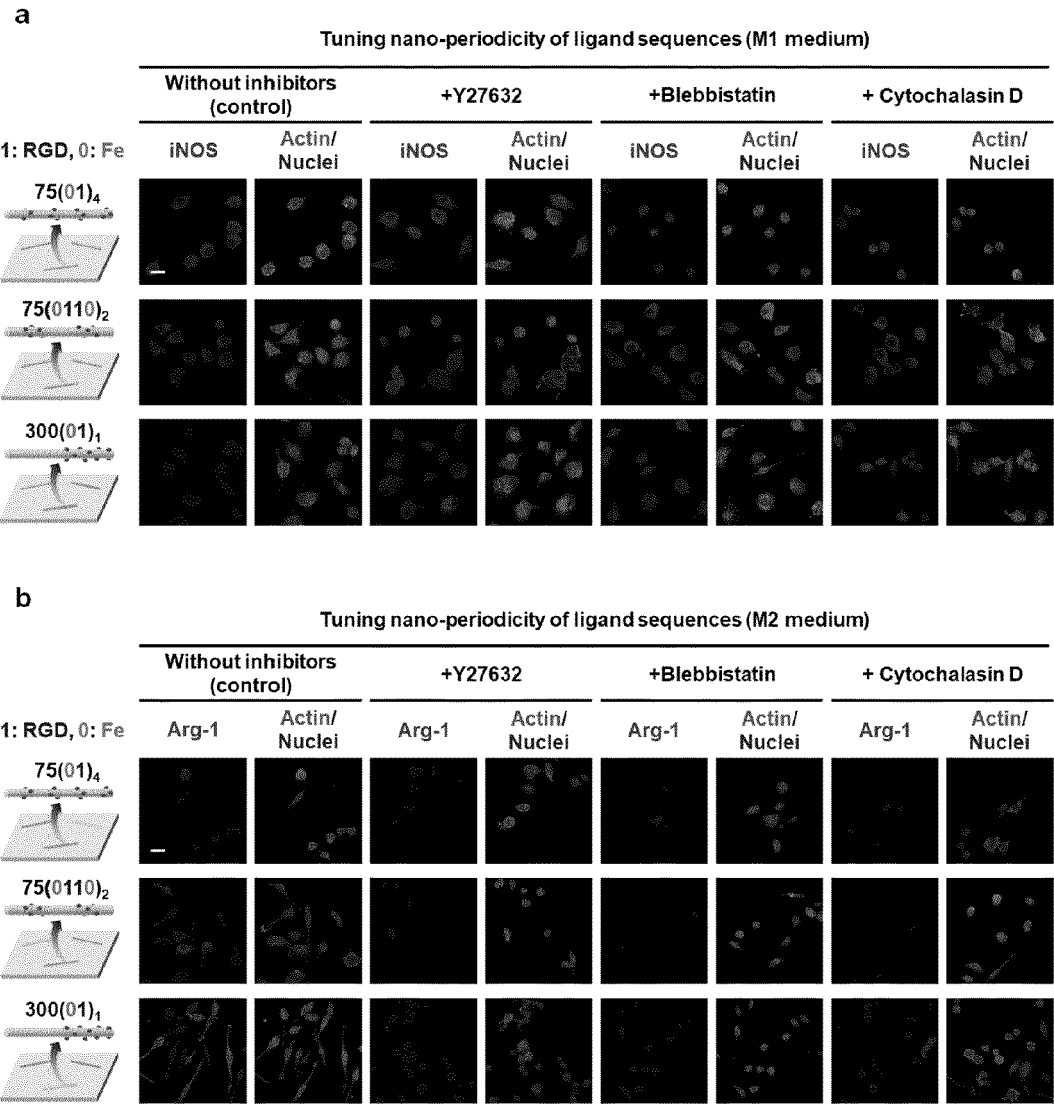 a
Tuning nano-periodicity of ligand sequences (M1 medium)
Without inhibitors
(control)
+Y27632
+Blebbistatin
+ Cytochalasin D
1: RGD, 0: Fe
iNOS
Actin/
Nuclei
iNOS
Actin/
Nuclei
iNOS
Actin/
Nuclei
iNOS
Actin/
Nuclei
75(01)₄
75(0110)₂
300(01)₁
b
Tuning nano-periodicity of ligand sequences (M2 medium)
Without inhibitors
(control)
+Y27632
+Blebbistatin
+ Cytochalasin D
1: RGD, 0: Fe
Arg-1
Actin/
Nuclei
Arg-1
Actin/
Nuclei
Arg-1
Actin/
Nuclei
Arg-1
Actin/
Nuclei
75(01)₄
75(0110)₂
300(01)₁